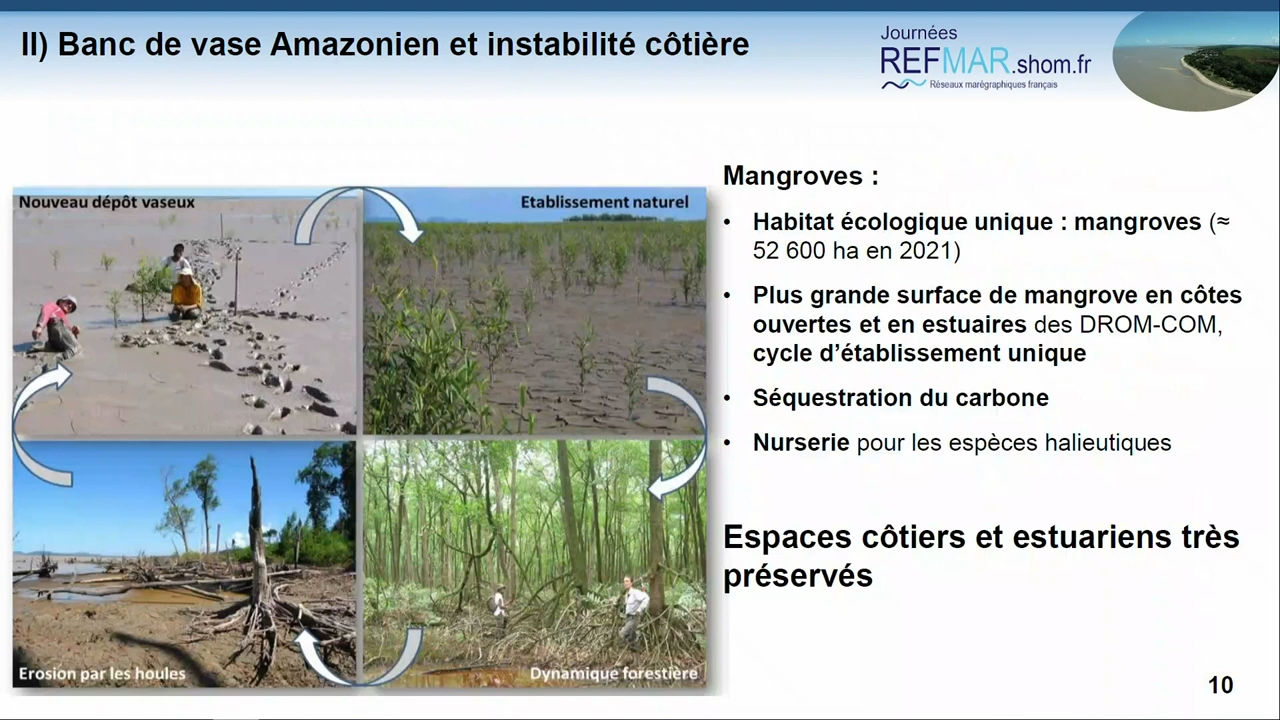 II) Banc de vase Amazonien et instabilité côtière
Journées
REFMAR.shom.fr
Réseaux marégraphiques français
Nouveau dépôt vaseux
Etablissement naturel
Erosion par les houles
Dynamique forestière
Mangroves :
• Habitat écologique unique : mangroves (≈
52 600 ha en 2021)
• Plus grande surface de mangrove en côtes
ouvertes et en estuaires des DROM-COM,
cycle d’établissement unique
• Séquestration du carbone
• Nurserie pour les espèces halieutiques
Espaces côtiers et estuariens très
préservés
10